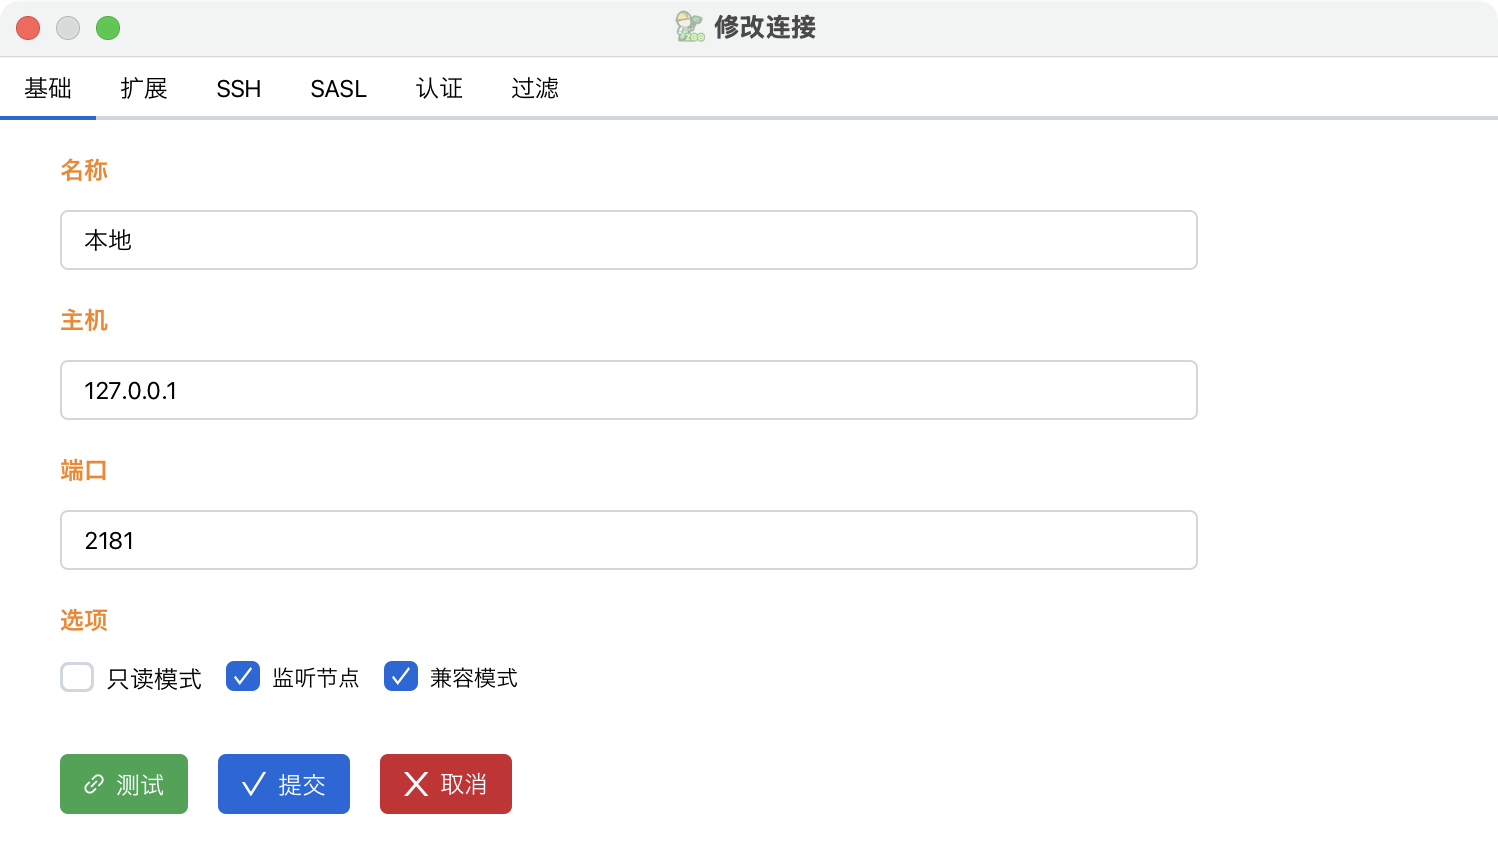 修改连接
基础 扩展 SSH SASL 认证 过滤
名称
本地
主机
127.0.0.1
端口
2181
选项
只读模式 监听节点 兼容模式
测试 提交 取消